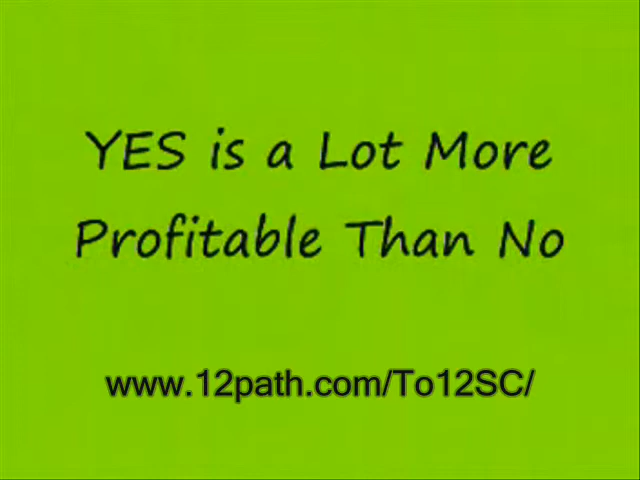 YES is a Lot More
Profitable Than No
www.12path.com/To12SC/